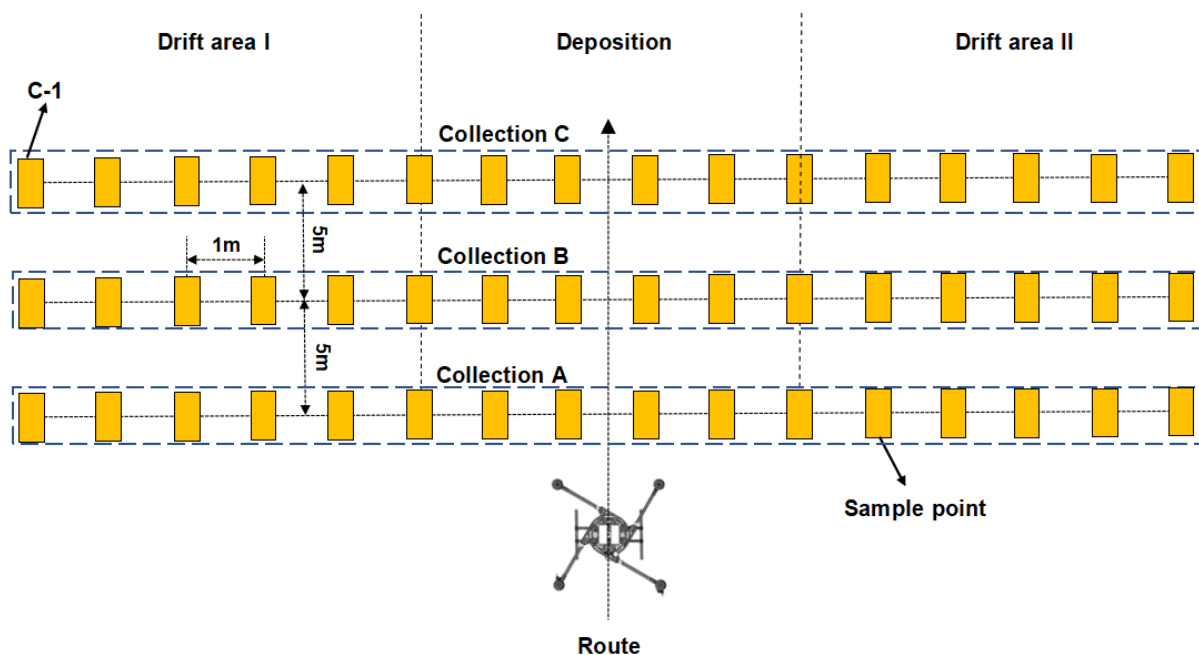 Drift area I
Deposition
Drift area II
C-1
Collection C
1m
5m
Collection B
5m
Collection A
Sample point
Route